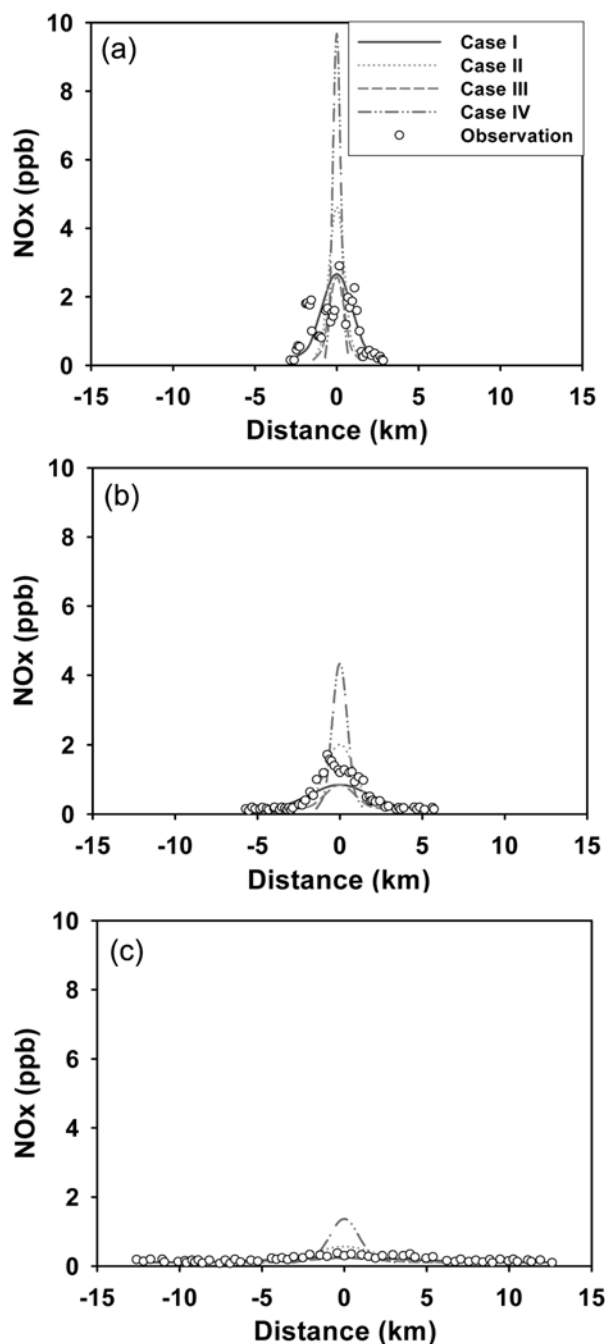 (a)
Case I
Case II
Case III
Case IV
Observation
NOx (ppb)
10
8
6
4
2
0
-15 -10 -5 0 5 10 15
Distance (km)
(b)
NOx (ppb)
10
8
6
4
2
0
-15 -10 -5 0 5 10 15
Distance (km)
(c)
NOx (ppb)
10
8
6
4
2
0
-15 -10 -5 0 5 10 15
Distance (km)